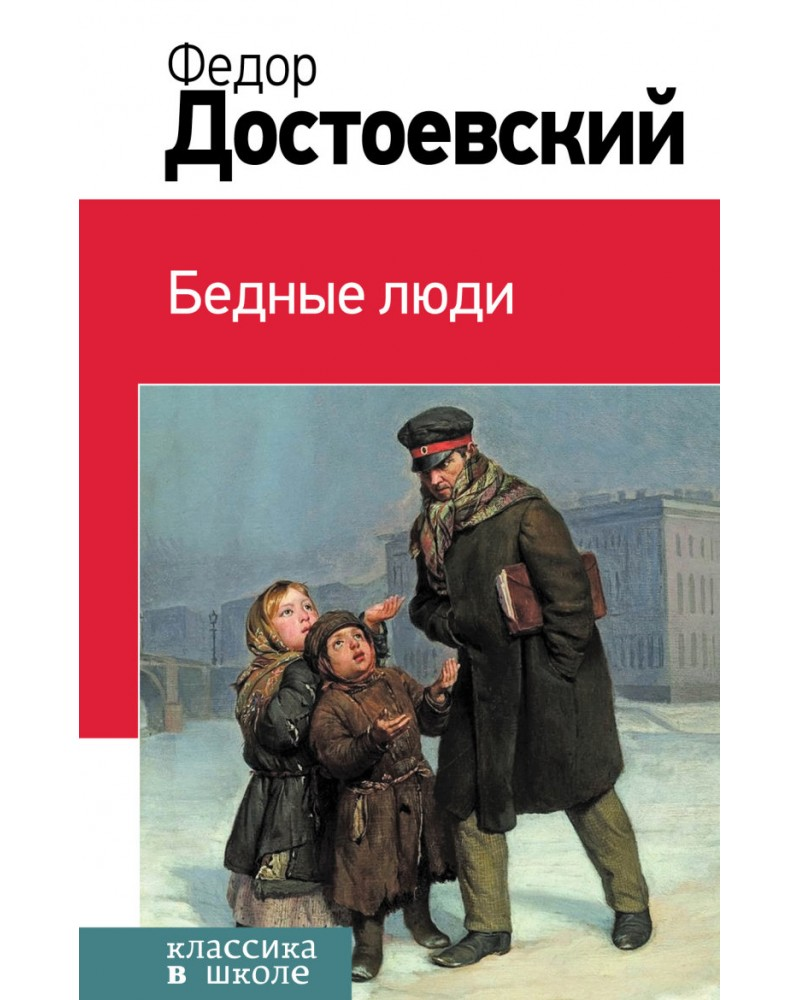 Федор
Достоевский
Бедные люди
классика
в школе